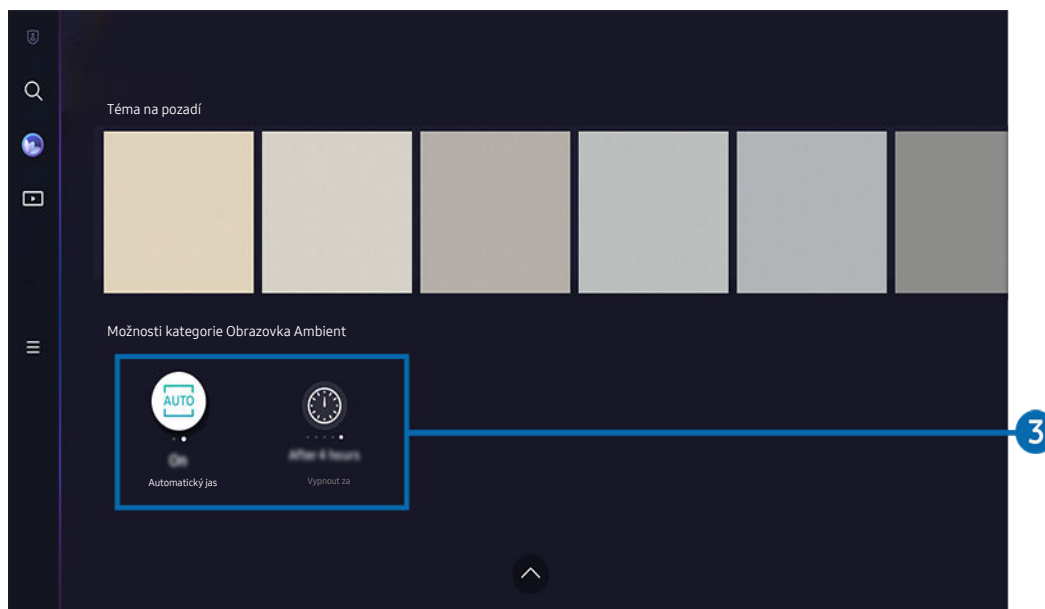 Téma na pozadí
Možnosti kategorie Obrazovka Ambient
AUTO
On
After 4 hours
Automatický jas
Vypnout za
3